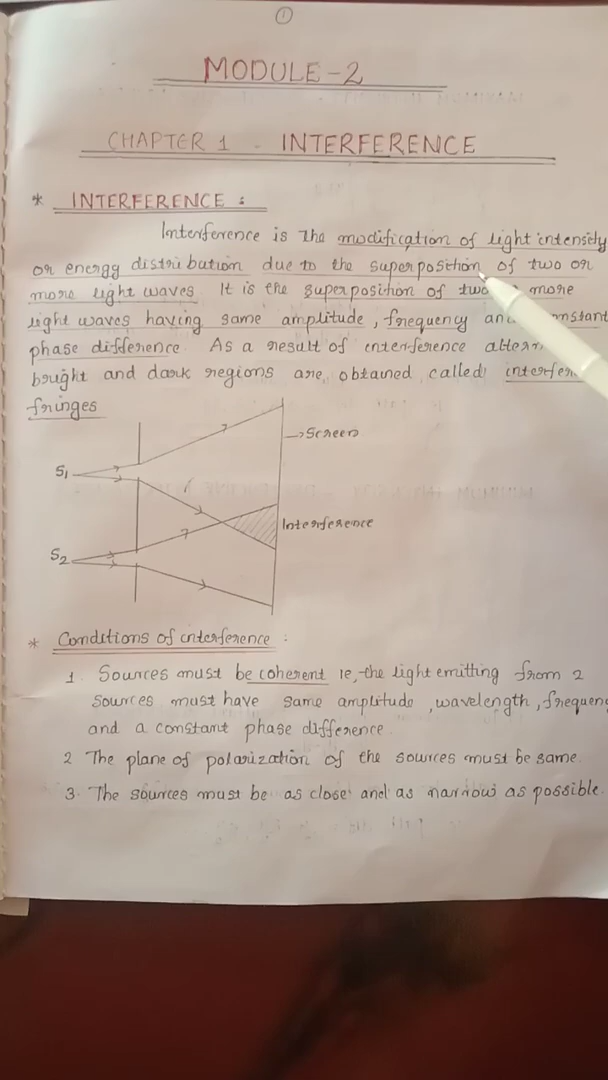 1
MODULE-2
CHAPTER 1 - INTERFERENCE
* INTERFERENCE :
Interference is the modification of light intensity
or energy distribution due to the superposition of two or
more light waves. It is the superposition of two more
light waves having same amplitude, frequency and constant
phase difference. As a result of interference altern
bright and dark regions are obtained called interfer
fringes
→Screen
S1
Interference
S2
* Conditions of interference :
1. Sources must be coherent ie, the light emitting from 2
sources must have same amplitude, wavelength, frequen
and a constant phase difference.
2 The plane of polarization of the sources must be same.
3. The sources must be as close and as narrow as possible.